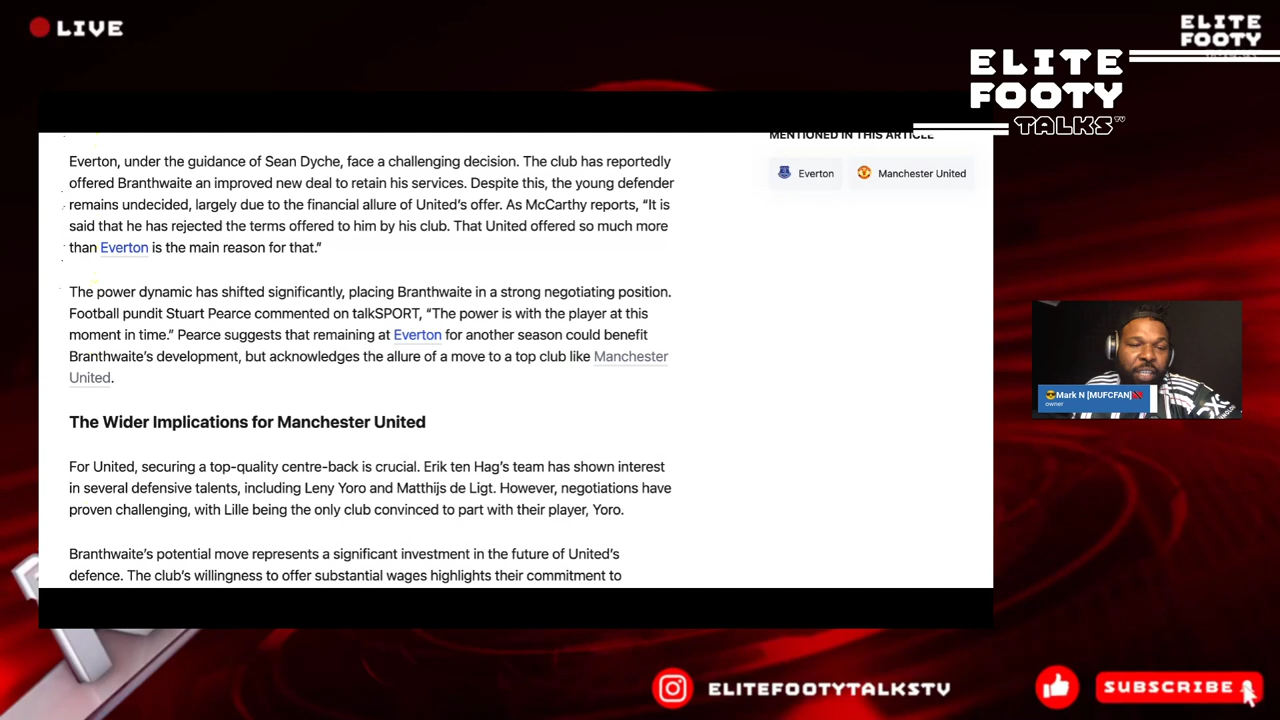 LIVE
ELITE
FOOTY
ELITE
FOOTY
TALKS TV
MENTIONED IN THIS ARTICLE
Everton
Manchester United
Everton, under the guidance of Sean Dyche, face a challenging decision. The club has reportedly
offered Branthwaite an improved new deal to retain his services. Despite this, the young defender
remains undecided, largely due to the financial allure of United’s offer. As McCarthy reports, “It is
said that he has rejected the terms offered to him by his club. That United offered so much more
than Everton is the main reason for that.”
The power dynamic has shifted significantly, placing Branthwaite in a strong negotiating position.
Football pundit Stuart Pearce commented on talkSPORT, “The power is with the player at this
moment in time.” Pearce suggests that remaining at Everton for another season could benefit
Branthwaite’s development, but acknowledges the allure of a move to a top club like Manchester
United.
The Wider Implications for Manchester United
For United, securing a top-quality centre-back is crucial. Erik ten Hag’s team has shown interest
in several defensive talents, including Leny Yoro and Matthijs de Ligt. However, negotiations have
proven challenging, with Lille being the only club convinced to part with their player, Yoro.
Branthwaite’s potential move represents a significant investment in the future of United’s
defence. The club’s willingness to offer substantial wages highlights their commitment to
😎Mark N [MUFCFAN]🇹🇹
owner
ELITEFOOTYTALKSTV
SUBSCRIBE